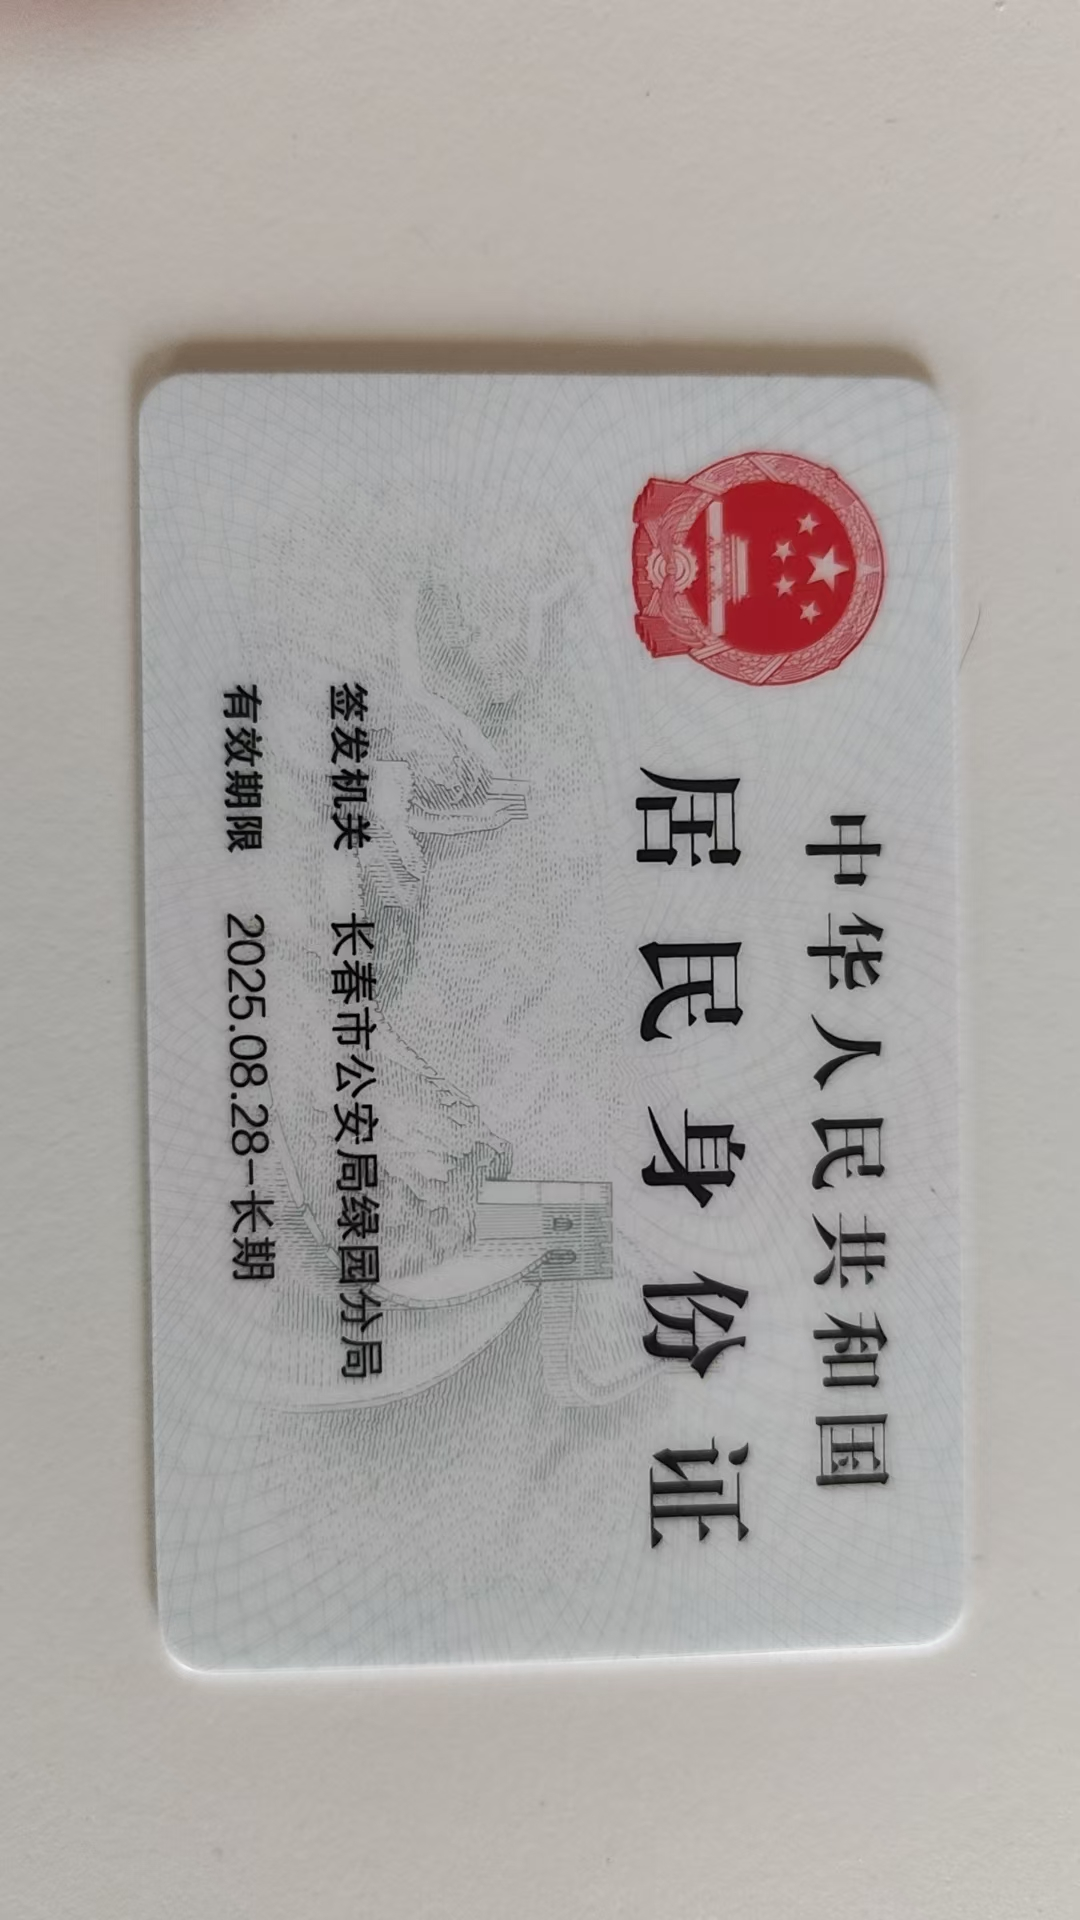 中华人民共和国
居民身份证
签发机关 长春市公安局绿园分局
有效期限 2025.08.28-长期